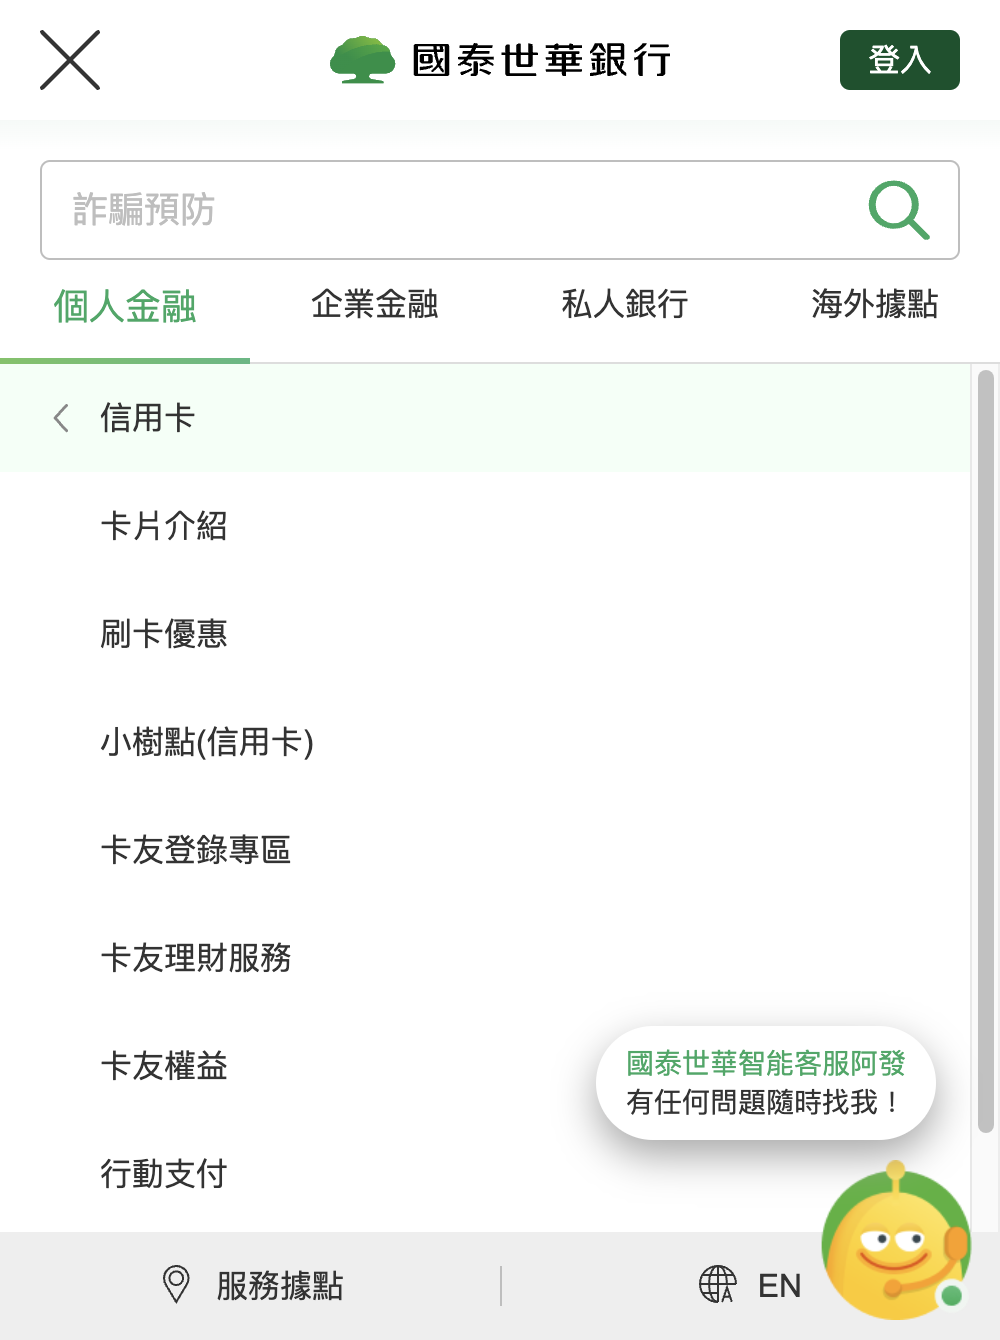 國泰世華銀行
登入
詐騙預防
個人金融
企業金融
私人銀行
海外據點
信用卡
卡片介紹
刷卡優惠
小樹點(信用卡)
卡友登錄專區
卡友理財服務
卡友權益
國泰世華智能客服阿發
有任何問題隨時找我！
行動支付
服務據點
EN